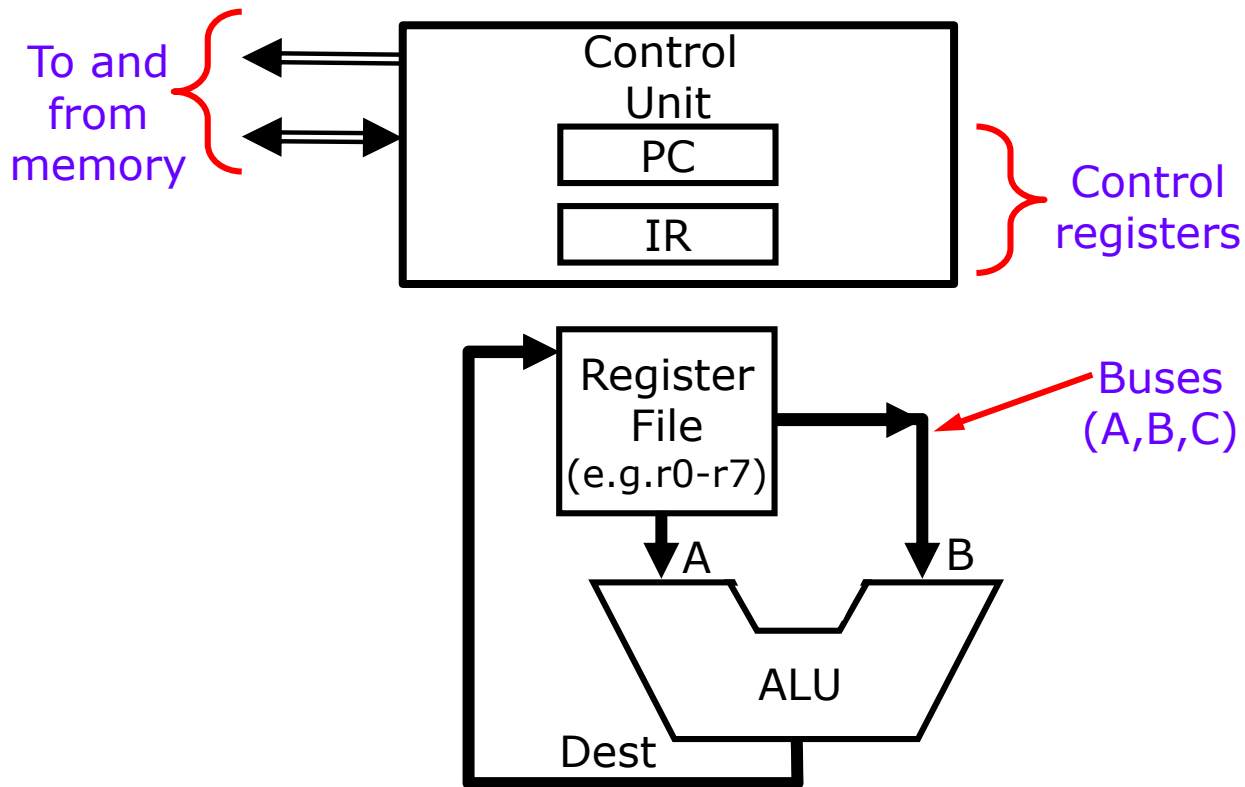 To and
from
memory
Control
Unit
PC
IR
Control
registers
Register
File
(e.g.r0-r7)
Buses
(A,B,C)
A
B
ALU
Dest